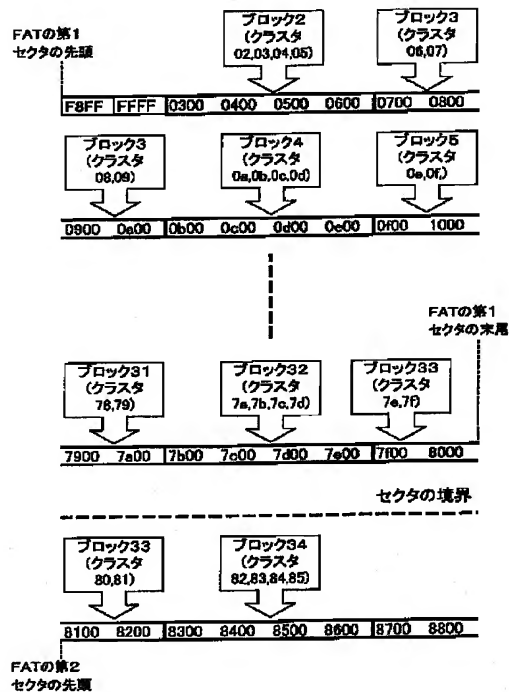 FATの第1
セクタの先頭
ブロック2
(クラスタ
02,03,04,05)
ブロック3
(クラスタ
06,07)
F8FF FFFF 0300 0400 0500 0600 0700 0800
ブロック3
(クラスタ
08,09)
ブロック4
(クラスタ
0a,0b,0c,0d)
ブロック5
(クラスタ
0e,0f,)
0900 0a00 0b00 0c00 0d00 0e00 0f00 1000
FATの第1
セクタの末尾
ブロック31
(クラスタ
78,79)
ブロック32
(クラスタ
7a,7b,7c,7d)
ブロック33
(クラスタ
7e,7f)
7900 7a00 7b00 7c00 7d00 7e00 7f00 8000
セクタの境界
ブロック33
(クラスタ
80,81)
ブロック34
(クラスタ
82,83,84,85)
8100 8200 8300 8400 8500 8600 8700 8800
FATの第2
セクタの先頭